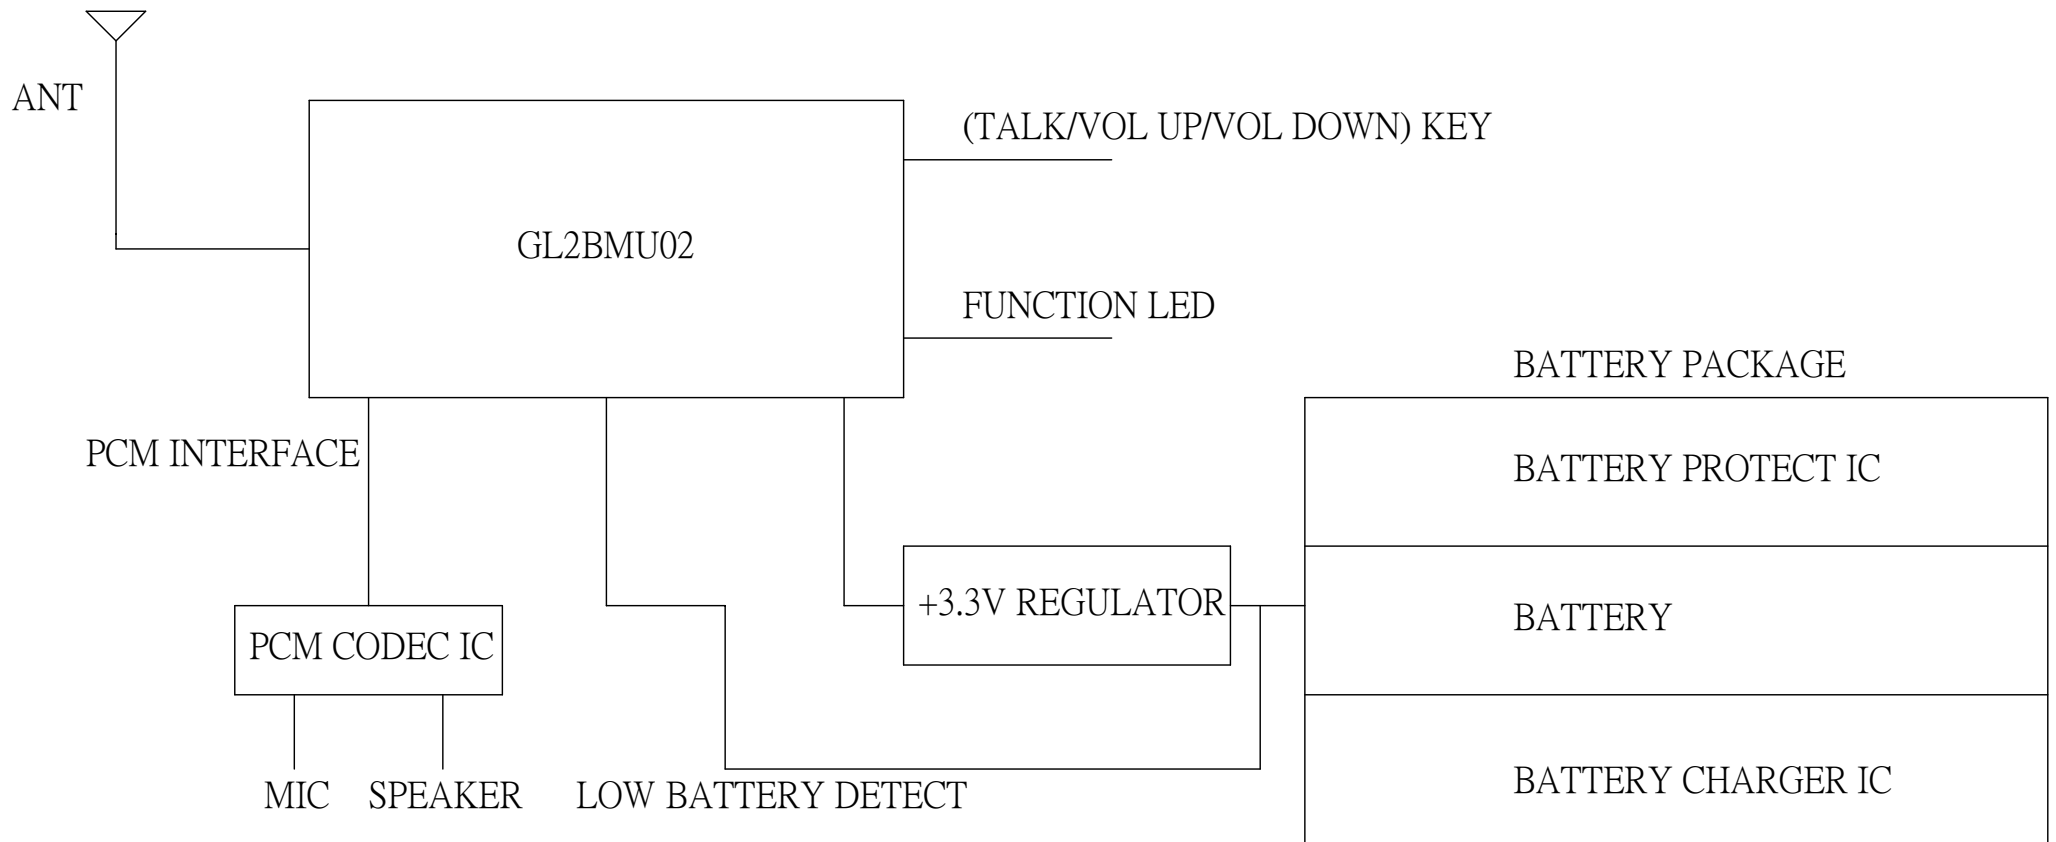 ANT
(TALK/VOL UP/VOL DOWN) KEY
GL2BMU02
FUNCTION LED
BATTERY PACKAGE
PCM INTERFACE
BATTERY PROTECT IC
+3.3V REGULATOR
BATTERY
PCM CODEC IC
BATTERY CHARGER IC
MIC
SPEAKER
LOW BATTERY DETECT